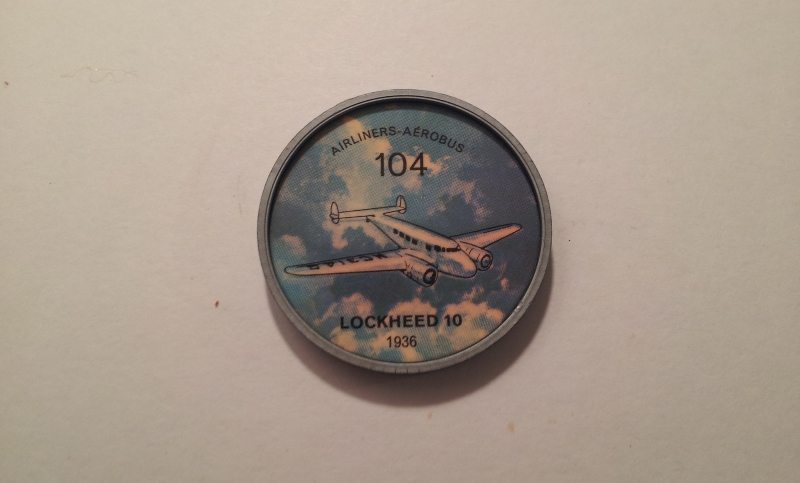 AIRLINERS-AÉROBUS
104
LOCKHEED 10
1936